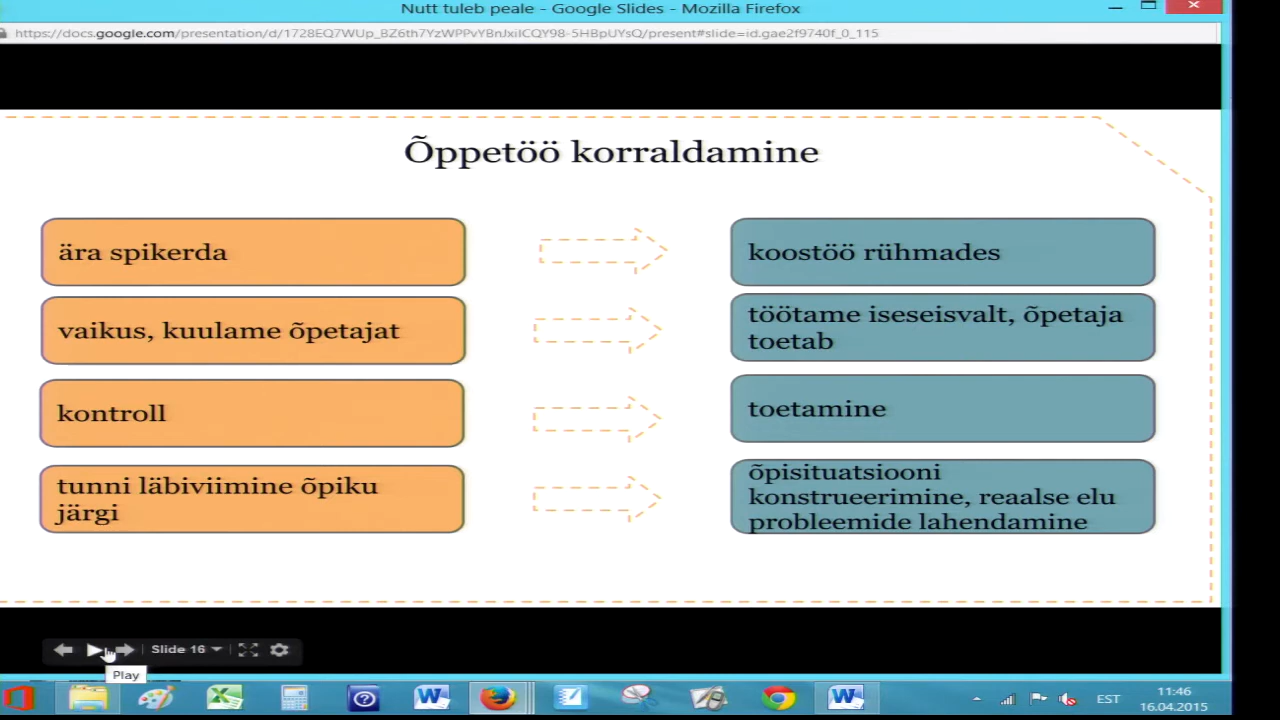 Nutt tuleb peale - Google Slides - Mozilla Firefox
https://docs.google.com/presentation/d/1728EQ7WUp_BZ6th7YzWPPvYBnJxiICQY98-5HBpUYsQ/present#slide=id.gae2f9740f_0_115
Õppetöö korraldamine
ära spikerda
koostöö rühmades
vaikus, kuulame õpetajat
töötame iseseisvalt, õpetaja
toetab
kontroll
toetamine
tunni läbiviimine õpiku
järgi
õpisituatsiooni
konstrueerimine, reaalse elu
probleemide lahendamine
Slide 16
Play
EST
11:46
16.04.2015